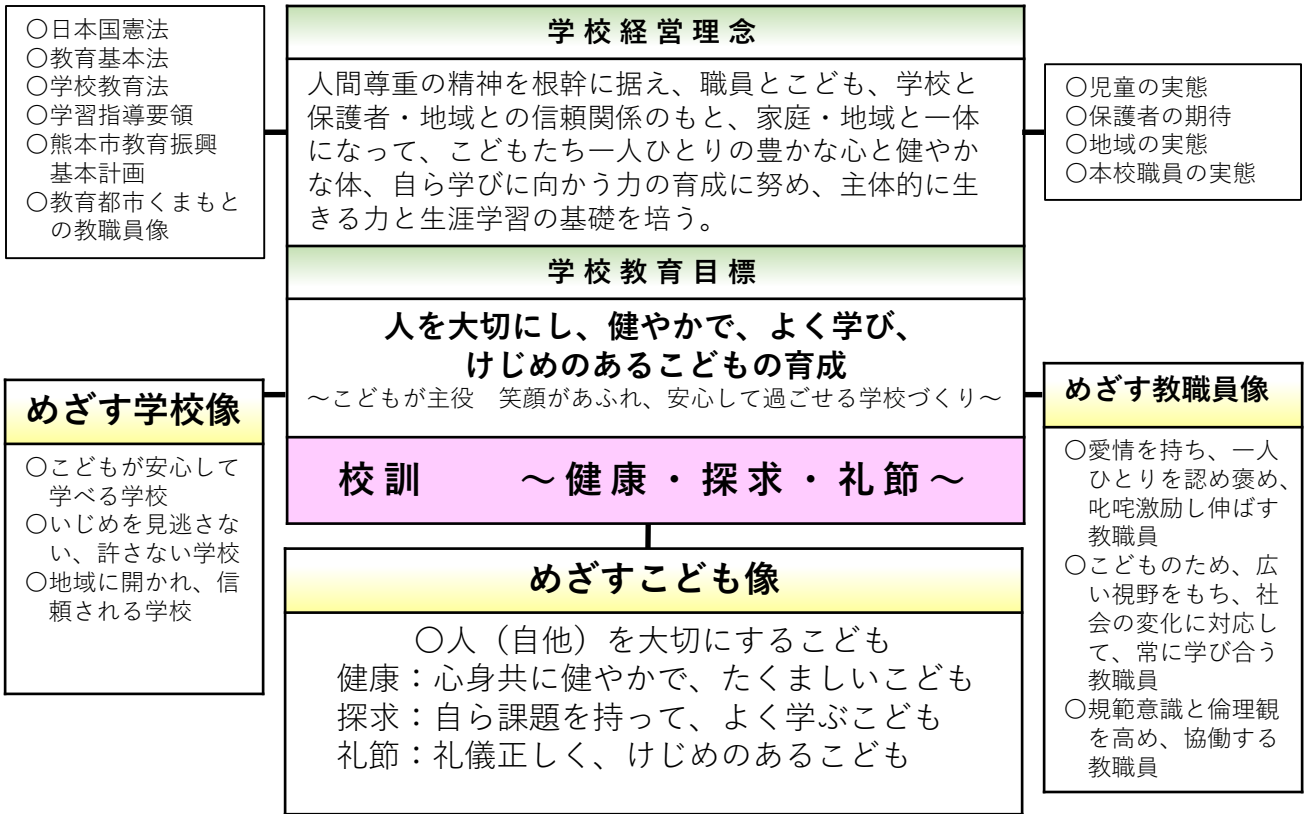 〇日本国憲法
〇教育基本法
〇学校教育法
〇学習指導要領
〇熊本市教育振興
基本計画
〇教育都市くまもと
の教職員像
学校経営理念
人間尊重の精神を根幹に据え、職員とこども、学校と
保護者・地域との信頼関係のもと、家庭・地域と一体
になって、こどもたち一人ひとりの豊かな心と健やか
な体、自ら学びに向かう力の育成に努め、主体的に生
きる力と生涯学習の基礎を培う。
〇児童の実態
〇保護者の期待
〇地域の実態
〇本校職員の実態
学校教育目標
人を大切にし、健やかで、よく学び、
けじめのあるこどもの育成
~こどもが主役 笑顔があふれ、安心して過ごせる学校づくり~
校訓 ~健康・探求・礼節~
めざす学校像
〇こどもが安心して
学べる学校
〇いじめを見逃さな
い、許さない学校
〇地域に開かれ、信
頼される学校
めざすこども像
〇人(自他)を大切にするこども
健康:心身共に健やかで、たくましいこども
探求:自ら課題を持って、よく学ぶこども
礼節:礼儀正しく、けじめのあるこども
めざす教職員像
〇愛情を持ち、一人
ひとりを認め褒め、
叱咤激励し伸ばす
教職員
〇こどものため、広
い視野をもち、社
会の変化に対応し
て、常に学び合う
教職員
〇規範意識と倫理観
を高め、協働する
教職員